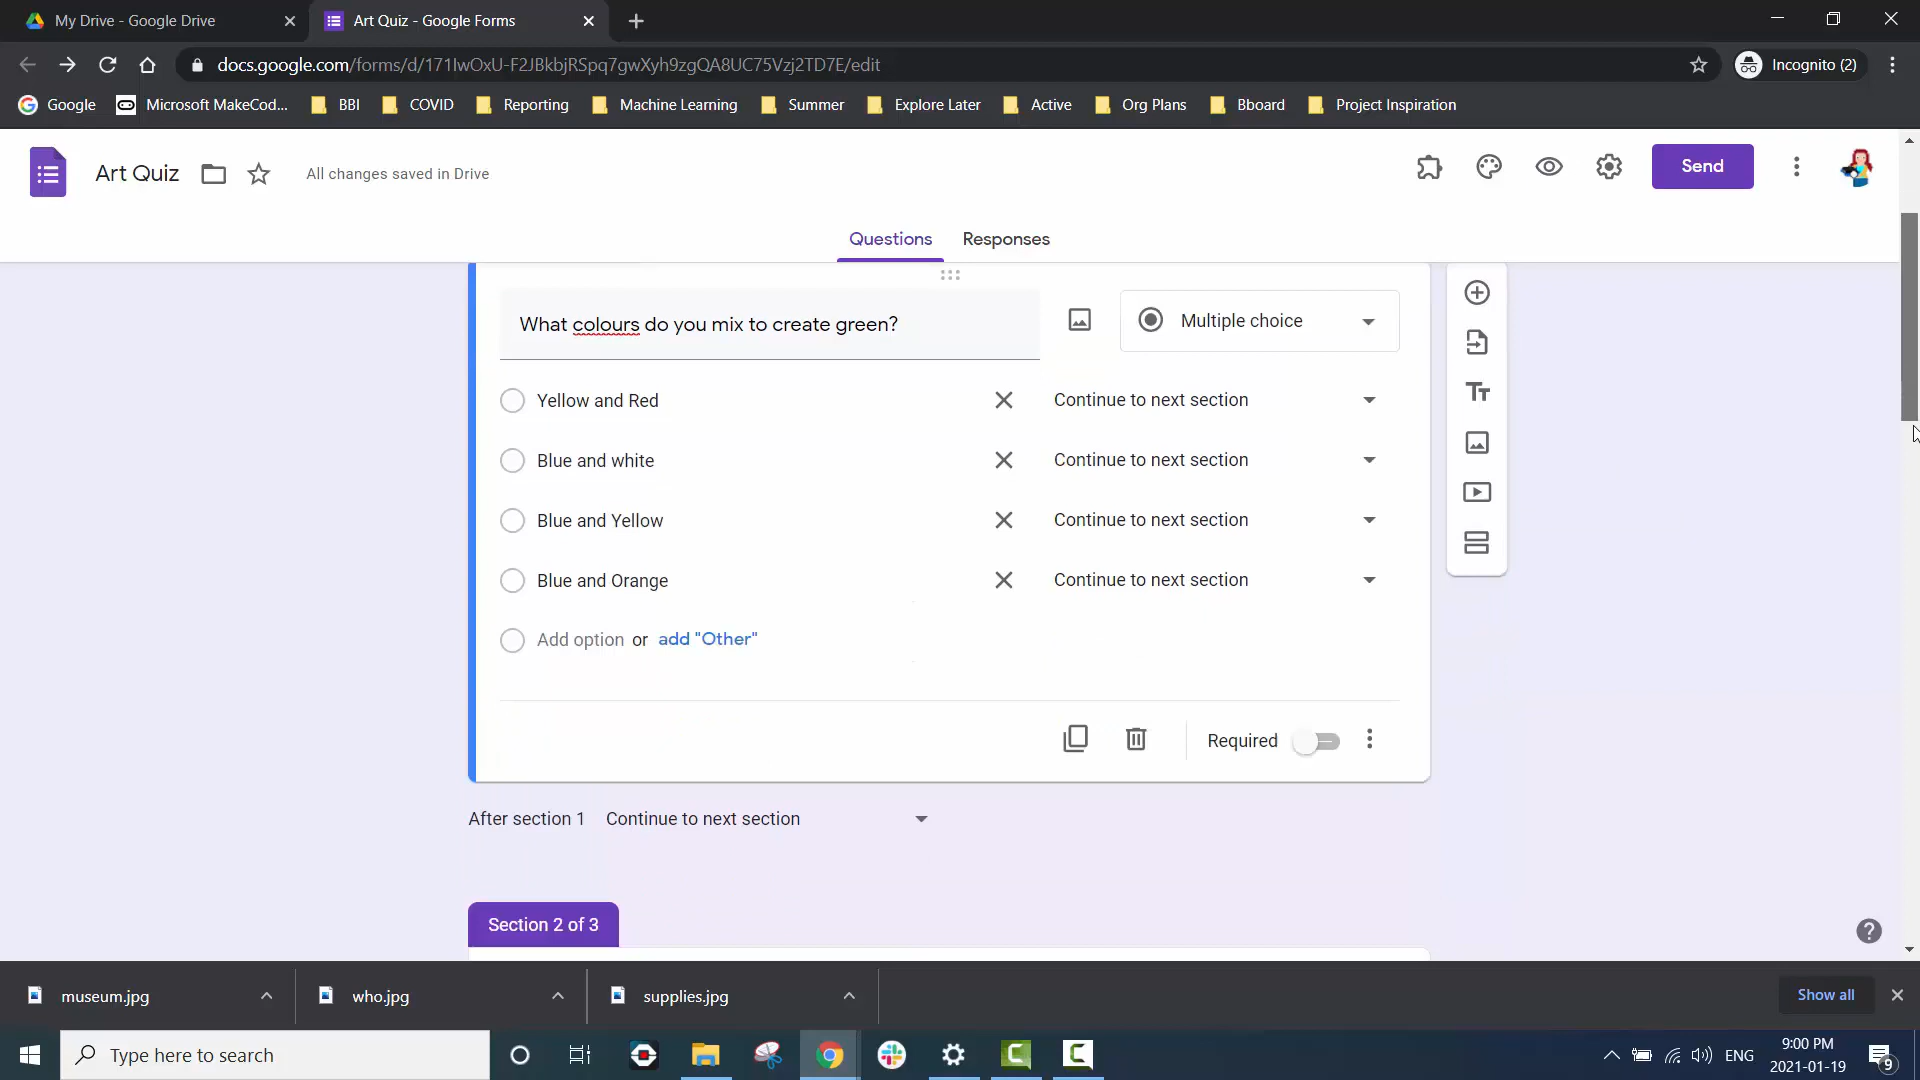 My Drive - Google Drive
Art Quiz - Google Forms
docs.google.com/forms/d/171IwOxU-F2JBkbjRSpq7gwXyh9zgQA8UC75Vzj2TD7E/edit
Incognito (2)
Google
Microsoft MakeCod...
BBI
COVID
Reporting
Machine Learning
Summer
Explore Later
Active
Org Plans
Bboard
Project Inspiration
Art Quiz
All changes saved in Drive
Send
Questions
Responses
What colours do you mix to create green?
Multiple choice
Yellow and Red
Continue to next section
Blue and white
Continue to next section
Blue and Yellow
Continue to next section
Blue and Orange
Continue to next section
Add option or add "Other"
Required
After section 1
Continue to next section
Section 2 of 3
museum.jpg
who.jpg
supplies.jpg
Show all
Type here to search
ENG
9:00 PM
2021-01-19
9